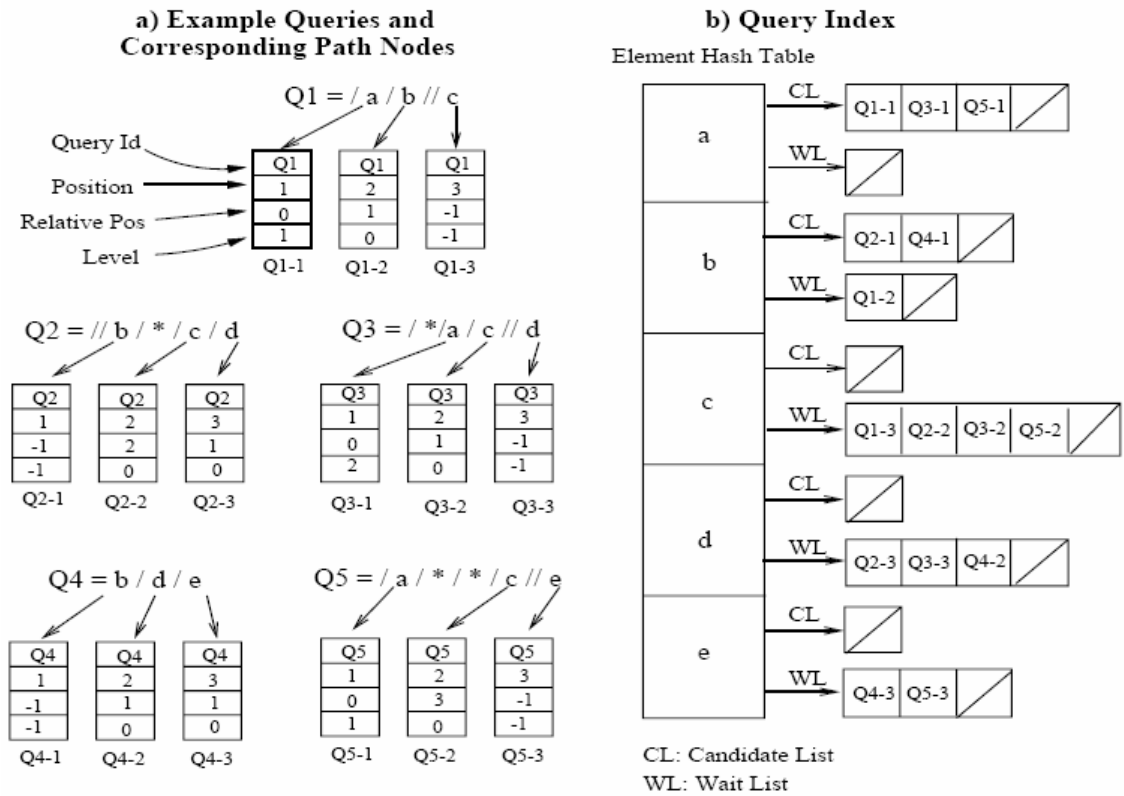 a) Example Queries and
Corresponding Path Nodes
Q1 = / a / b // c
Query Id
Position
Relative Pos
Level
Q1
1
0
1
Q1-1
Q1
2
1
0
Q1-2
Q1
3
-1
-1
Q1-3
Q2 = // b / * / c / d
Q2
1
-1
-1
Q2-1
Q2
2
2
0
Q2-2
Q2
3
1
0
Q2-3
Q3 = / */a / c // d
Q3
1
0
2
Q3-1
Q3
2
1
0
Q3-2
Q3
3
-1
-1
Q3-3
Q4 = b / d / e
Q4
1
-1
-1
Q4-1
Q4
2
1
0
Q4-2
Q4
3
1
0
Q4-3
Q5 = / a / * / * / c // e
Q5
1
0
1
Q5-1
Q5
2
3
0
Q5-2
Q5
3
-1
-1
Q5-3
b) Query Index
Element Hash Table
a
CL
Q1-1 Q3-1 Q5-1
WL
b
CL
Q2-1 Q4-1
WL
Q1-2
c
CL
WL
Q1-3 Q2-2 Q3-2 Q5-2
d
CL
WL
Q2-3 Q3-3 Q4-2
e
CL
WL
Q4-3 Q5-3
CL: Candidate List
WL: Wait List